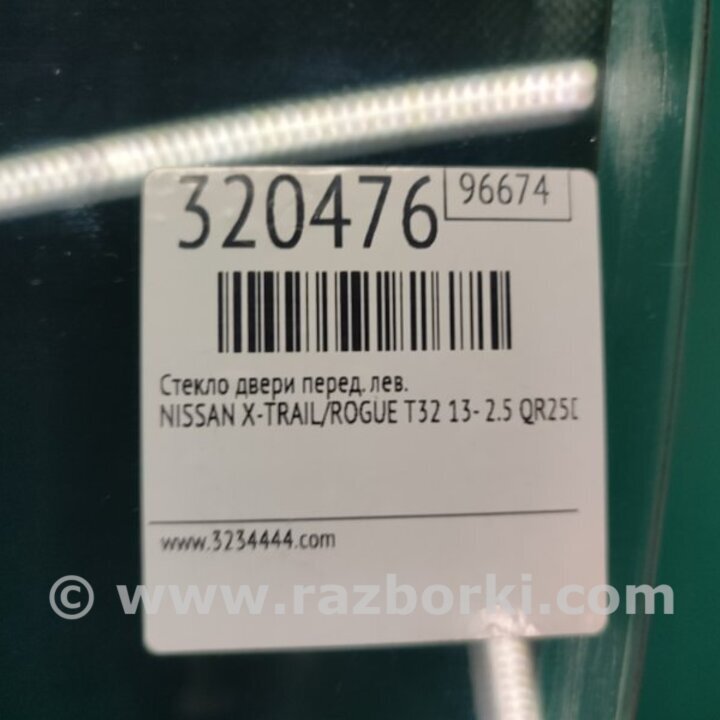 320476
96674
Стекло двери перед. лев.
NISSAN X-TRAIL/ROGUE T32 13- 2.5 QR25D
www.3234444.com
© www.razborki.com